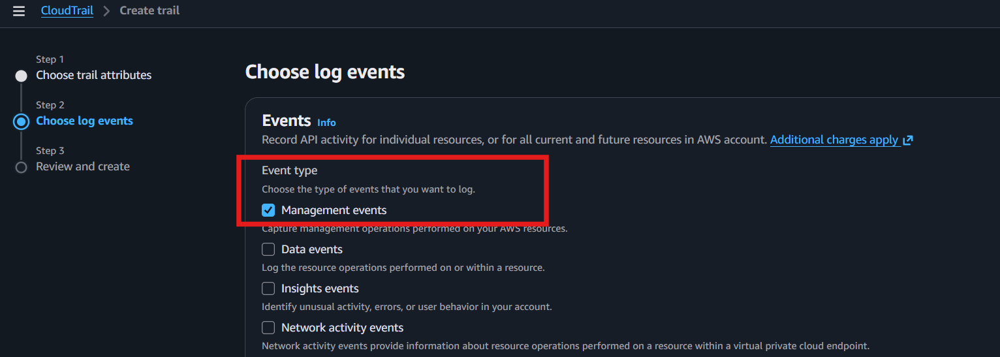 CloudTrail > Create trail
Step 1
Choose trail attributes
Step 2
Choose log events
Step 3
Review and create
Choose log events
Events Info
Record API activity for individual resources, or for all current and future resources in AWS account. Additional charges apply
Event type
Choose the type of events that you want to log.
Management events
Capture management operations performed on your AWS resources.
Data events
Log the resource operations performed on or within a resource.
Insights events
Identify unusual activity, errors, or user behavior in your account.
Network activity events
Network activity events provide information about resource operations performed on a resource within a virtual private cloud endpoint.